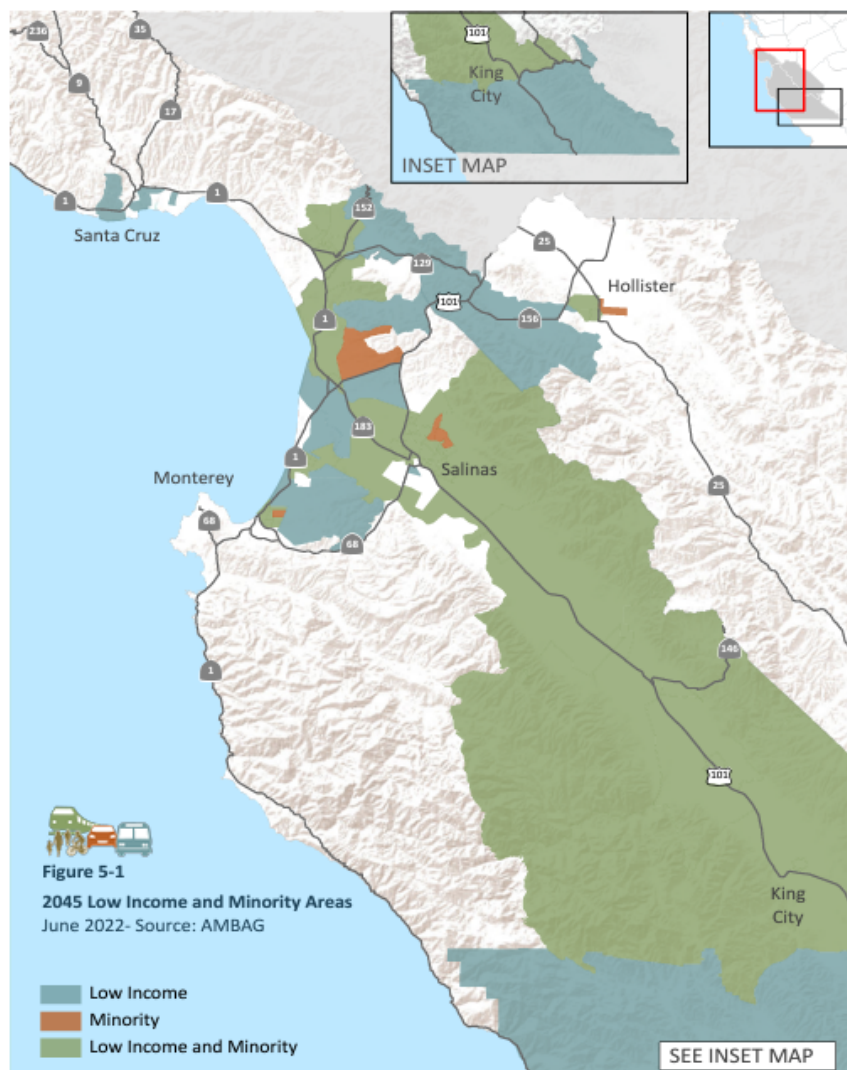 236
35
9
17
1
1
Santa Cruz
101
King
City
INSET MAP
152
25
129
Hollister
101
156
1
183
Salinas
1
Monterey
68
68
25
146
1
101
King
City
Figure 5-1
2045 Low Income and Minority Areas
June 2022- Source: AMBAG
Low Income
Minority
Low Income and Minority
SEE INSET MAP